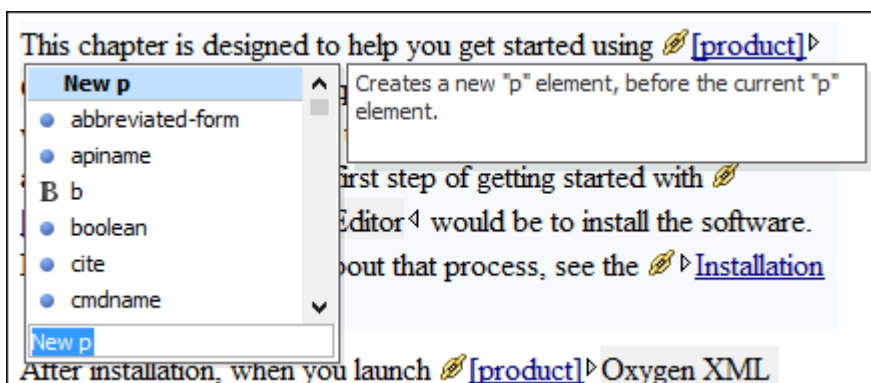 This chapter is designed to help you get started using [product]
New p
abbreviated-form
apiname
B b
boolean
cite
cmdname
New p
Creates a new "p" element, before the current "p"
element.
first step of getting started with
Editor would be to install the software.
about that process, see the Installation
After installation, when you launch [product] Oxygen XML